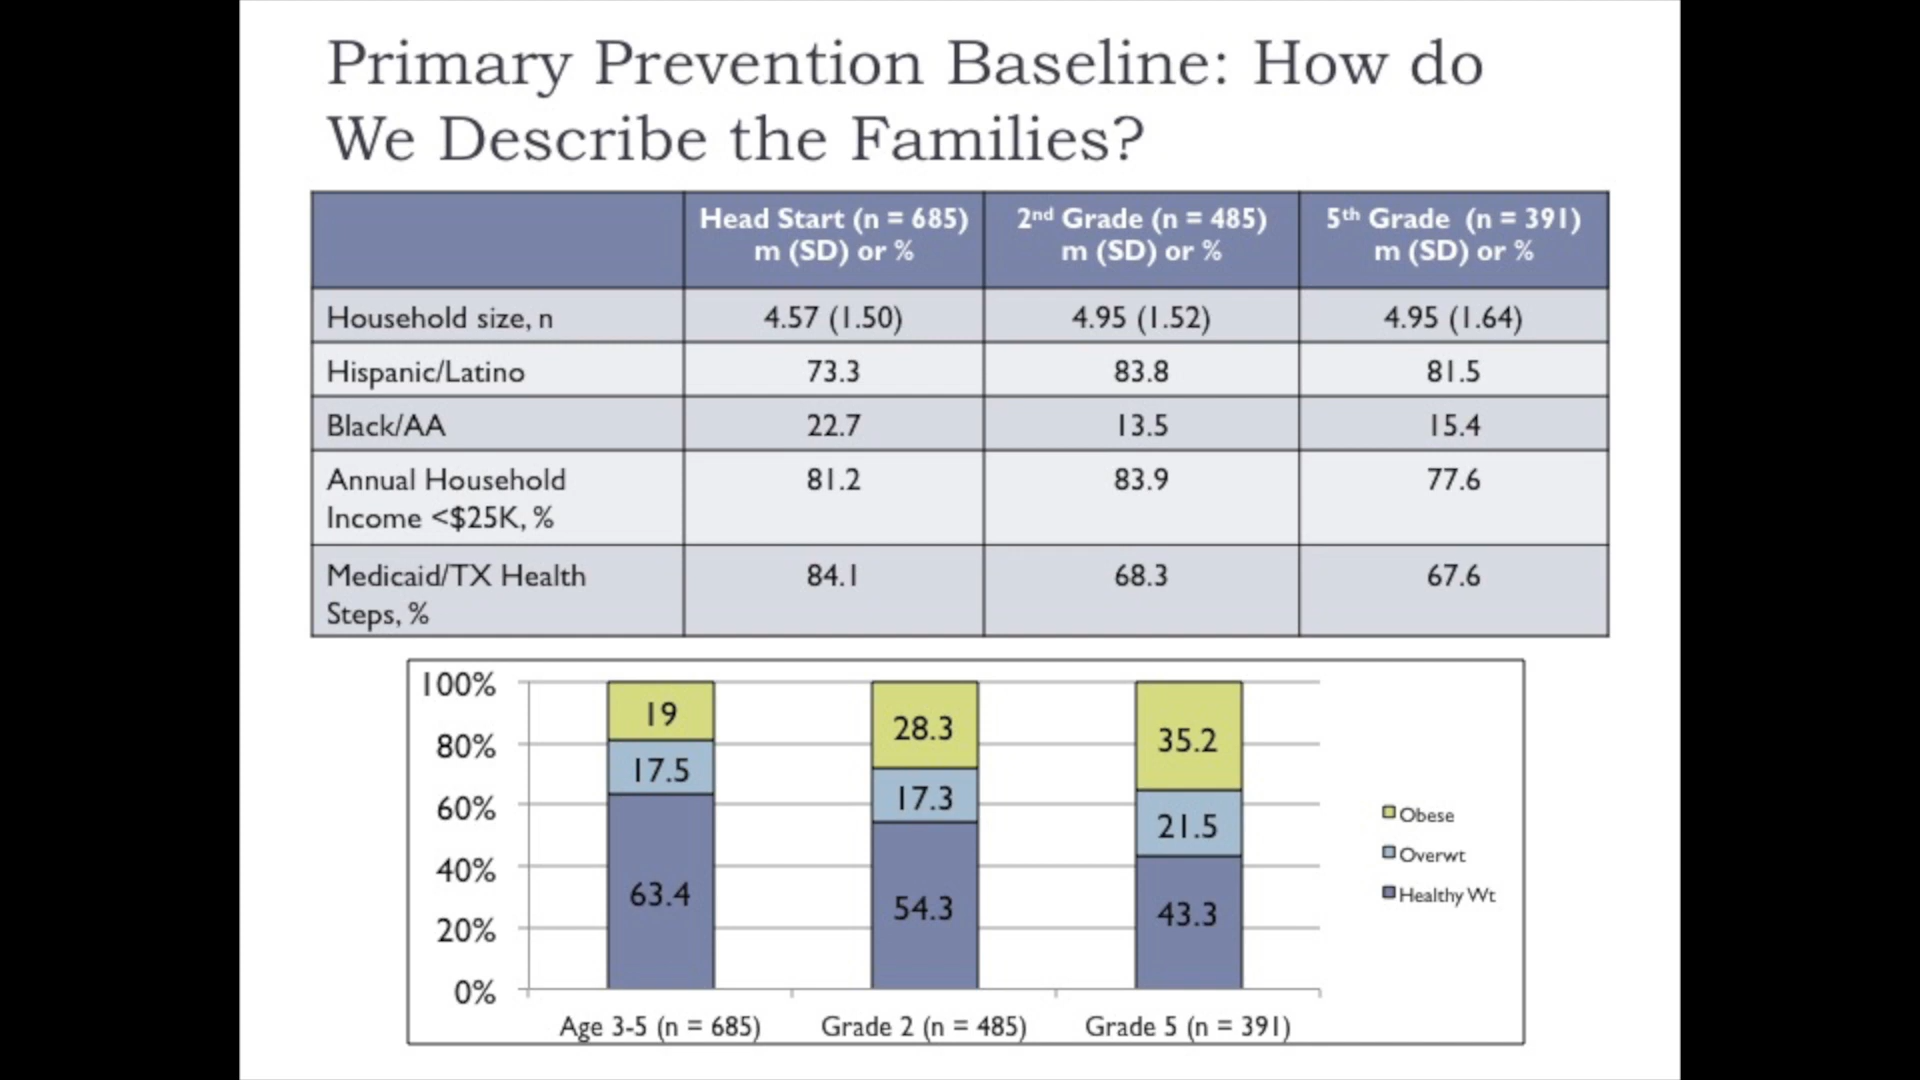 Primary Prevention Baseline: How do
We Describe the Families?
Head Start (n = 685)
m (SD) or %
2nd Grade (n = 485)
m (SD) or %
5th Grade (n = 391)
m (SD) or %
Household size, n
4.57 (1.50)
4.95 (1.52)
4.95 (1.64)
Hispanic/Latino
73.3
83.8
81.5
Black/AA
22.7
13.5
15.4
Annual Household
Income <$25K, %
81.2
83.9
77.6
Medicaid/TX Health
Steps, %
84.1
68.3
67.6
100%
80%
60%
40%
20%
0%
19
17.5
63.4
28.3
17.3
54.3
35.2
21.5
43.3
Obese
Overwt
Healthy Wt
Age 3-5 (n = 685)
Grade 2 (n = 485)
Grade 5 (n = 391)